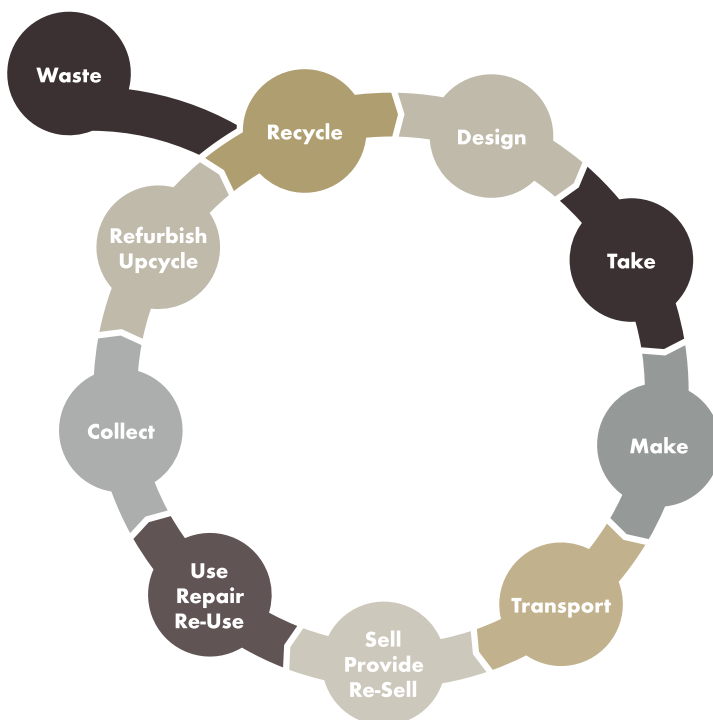 Waste
Recycle
Design
Take
Make
Transport
Sell
Provide
Re-Sell
Use
Repair
Re-Use
Collect
Refurbish
Upcycle